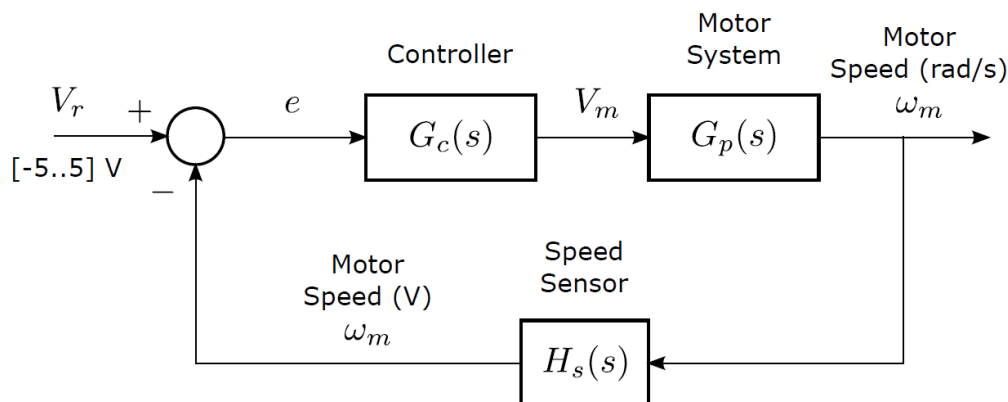 Controller
Motor
System
Motor
Speed (rad/s)
ω_m
V_r
+
e
G_c(s)
V_m
G_p(s)
[-5..5] V
−
Motor
Speed (V)
ω_m
Speed
Sensor
H_s(s)